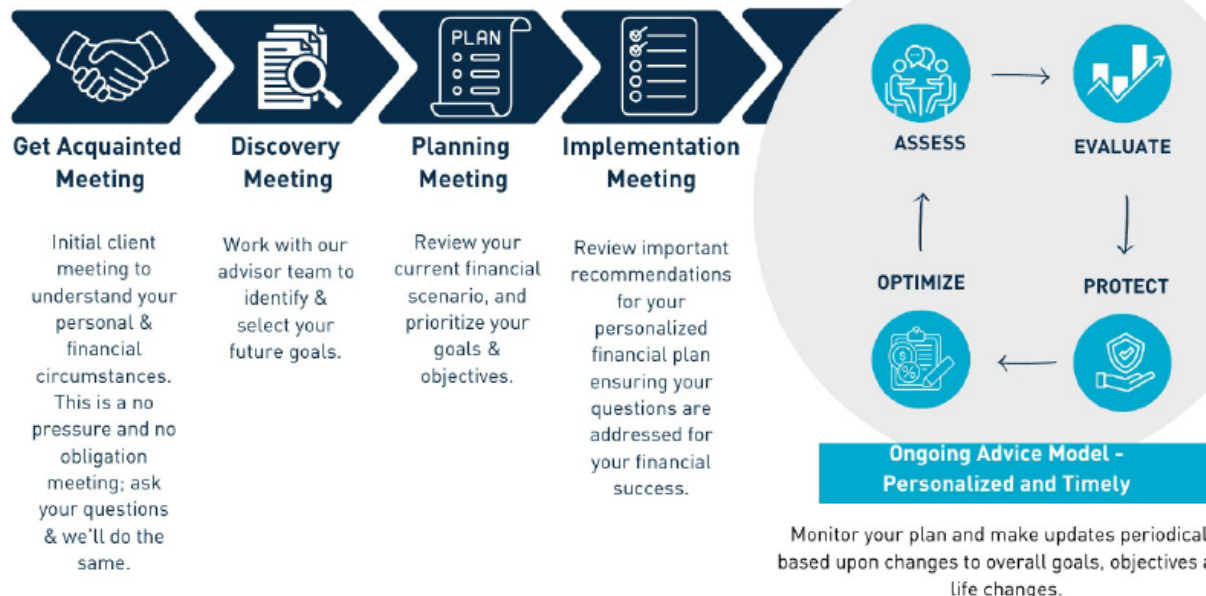 PLAN
Get Acquainted
Meeting
Initial client
meeting to
understand your
personal &
financial
circumstances.
This is a no
pressure and no
obligation
meeting; ask
your questions
& we'll do the
same.
Discovery
Meeting
Work with our
advisor team to
identify &
select your
future goals.
Planning
Meeting
Review your
current financial
scenario, and
prioritize your
goals &
objectives.
Implementation
Meeting
Review important
recommendations
for your
personalized
financial plan
ensuring your
questions are
addressed for
your financial
success.
ASSESS
EVALUATE
OPTIMIZE
PROTECT
$
%
Ongoing Advice Model -
Personalized and Timely
Monitor your plan and make updates periodical
based upon changes to overall goals, objectives a
life changes.